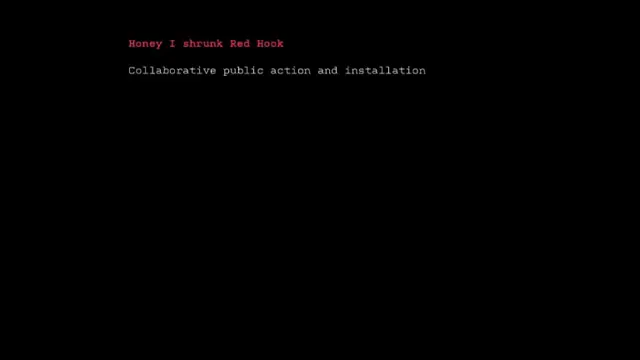 Honey I shrunk Red Hook
Collaborative public action and installation